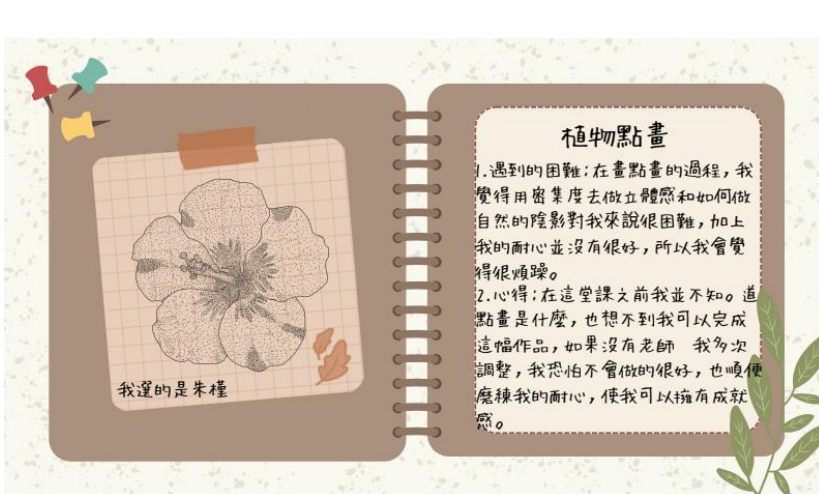 我選的是朱槿
植物點畫
1.遇到的困難:在畫點畫的過程，我
覺得用密集度去做立體感和如何做
自然的陰影對我來說很困難，加上
我的耐心並沒有很好，所以我會覺
得很煩躁。
2.心得:在這堂課之前我並不知。道
點畫是什麼，也想不到我可以完成
這幅作品，如果沒有老師 我多次
調整，我恐怕不會做的很好，也順便
磨練我的耐心，使我可以擁有成就
感。